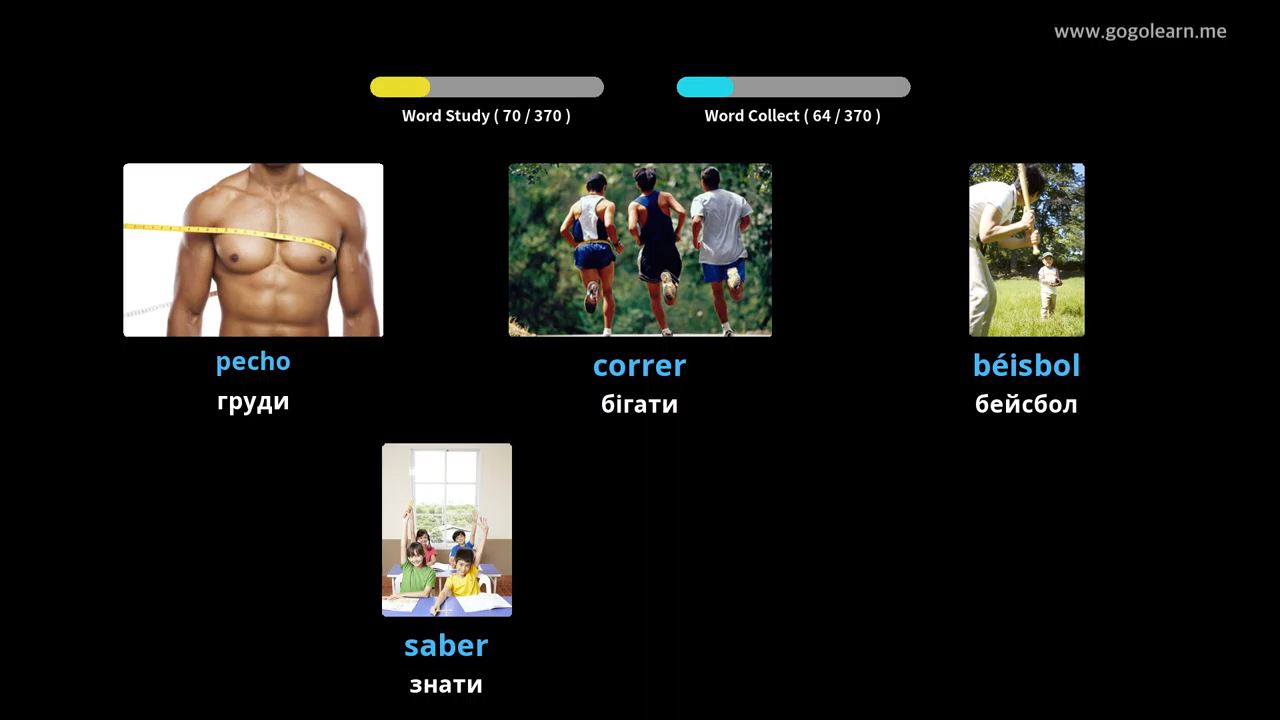 www.gogolearn.me
Word Study ( 70 / 370 )
Word Collect ( 64 / 370 )
pecho
груди
correr
бігати
béisbol
бейсбол
saber
знати